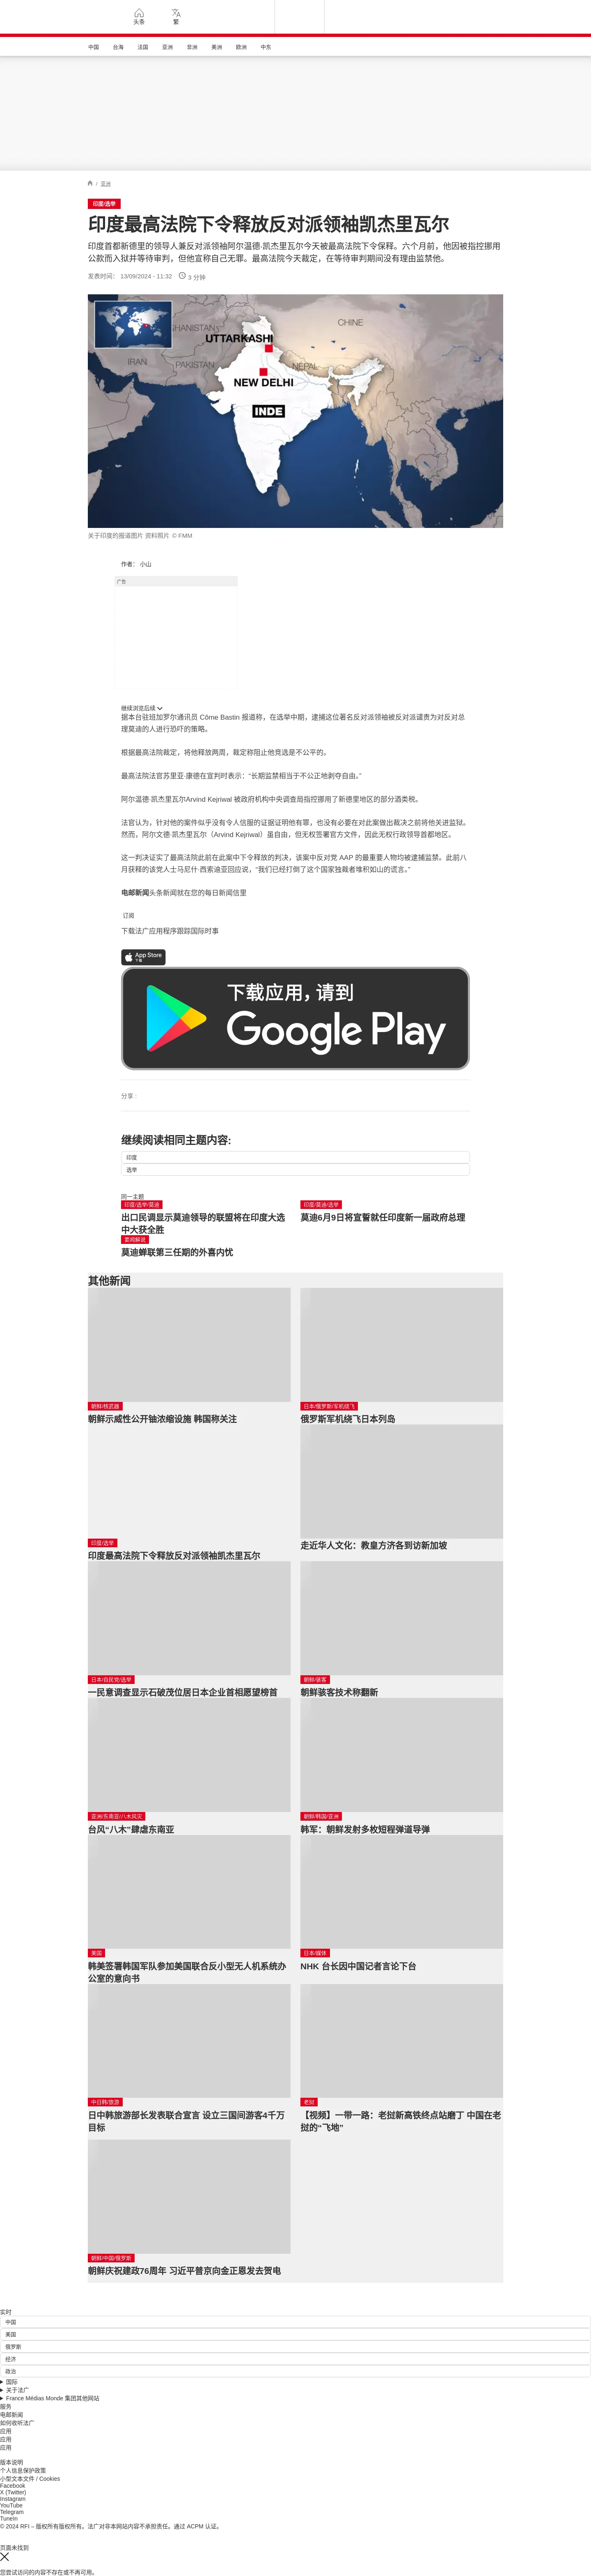 头条
繁
中国 台海 法国 亚洲 非洲 美洲 欧洲 中东
/ 亚洲
印度/选举
印度最高法院下令释放反对派领袖凯杰里瓦尔
印度首都新德里的领导人兼反对派领袖阿尔温德·凯杰里瓦尔今天被最高法院下令保释。六个月前，他因被指控挪用
公款而入狱并等待审判，但他宣称自己无罪。最高法院今天裁定，在等待审判期间没有理由监禁他。
发表时间： 13/09/2024 - 11:32 3 分钟
AFGHANISTAN
CHINE
UTTARKASHI
IRAN
PAKISTAN
NEPAL
NEW DELHI
INDE
关于印度的报道图片 资料照片 © FMM
作者： 小山
广告
继续浏览后续
据本台驻班加罗尔通讯员 Côme Bastin 报道称，在选举中期，逮捕这位著名反对派领袖被反对派谴责为对反对总
理莫迪的人进行恐吓的策略。
根据最高法院裁定，将他释放两周，裁定称阻止他竞选是不公平的。
最高法院法官苏里亚·康德在宣判时表示：“长期监禁相当于不公正地剥夺自由。”
阿尔温德·凯杰里瓦尔Arvind Kejriwal 被政府机构中央调查局指控挪用了新德里地区的部分酒类税。
法官认为，针对他的案件似乎没有令人信服的证据证明他有罪，也没有必要在对此案做出裁决之前将他关进监狱。
然而，阿尔文德·凯杰里瓦尔（Arvind Kejriwal）虽自由，但无权签署官方文件，因此无权行政领导首都地区。
这一判决证实了最高法院此前在此案中下令释放的判决，该案中反对党 AAP 的最重要人物均被逮捕监禁。此前八
月获释的该党人士马尼什·西索迪亚回应说，“我们已经打倒了这个国家独裁者堆积如山的谎言。”
电邮新闻头条新闻就在您的每日新闻信里
订阅
下载法广应用程序跟踪国际时事
App Store
下载
下载应用，请到
Google Play
分享 :
继续阅读相同主题内容:
印度
选举
同一主题
印度/选举/莫迪
出口民调显示莫迪领导的联盟将在印度大选
中大获全胜
印度/莫迪/选举
莫迪6月9日将宣誓就任印度新一届政府总理
要闻解说
莫迪蝉联第三任期的外喜内忧
其他新闻
朝鲜/核武器
朝鲜示威性公开铀浓缩设施 韩国称关注
日本/俄罗斯/军机绕飞
俄罗斯军机绕飞日本列岛
印度/选举
印度最高法院下令释放反对派领袖凯杰里瓦尔
走近华人文化：教皇方济各到访新加坡
日本/自民党/选举
一民意调查显示石破茂位居日本企业首相愿望榜首
朝鲜/骇客
朝鲜骇客技术称翻新
亚洲/东南亚/八木风灾
台风“八木”肆虐东南亚
朝鲜/韩国/亚洲
韩军：朝鲜发射多枚短程弹道导弹
美国
韩美签署韩国军队参加美国联合反小型无人机系统办
公室的意向书
日本/媒体
NHK 台长因中国记者言论下台
中日韩/旅游
日中韩旅游部长发表联合宣言 设立三国间游客4千万
目标
老挝
【视频】一带一路：老挝新高铁终点站磨丁 中国在老
挝的“飞地”
朝鲜/中国/俄罗斯
朝鲜庆祝建政76周年 习近平普京向金正恩发去贺电
实时
中国
美国
俄罗斯
经济
政治
国际
关于法广
France Médias Monde 集团其他网站
服务
电邮新闻
如何收听法广
应用
应用
应用
版本说明
个人信息保护政策
小型文本文件 / Cookies
Facebook
X (Twitter)
Instagram
YouTube
Telegram
TuneIn
© 2024 RFI – 版权所有版权所有。法广对非本网站内容不承担责任。通过 ACPM 认证。
页面未找到
您尝试访问的内容不存在或不再可用。